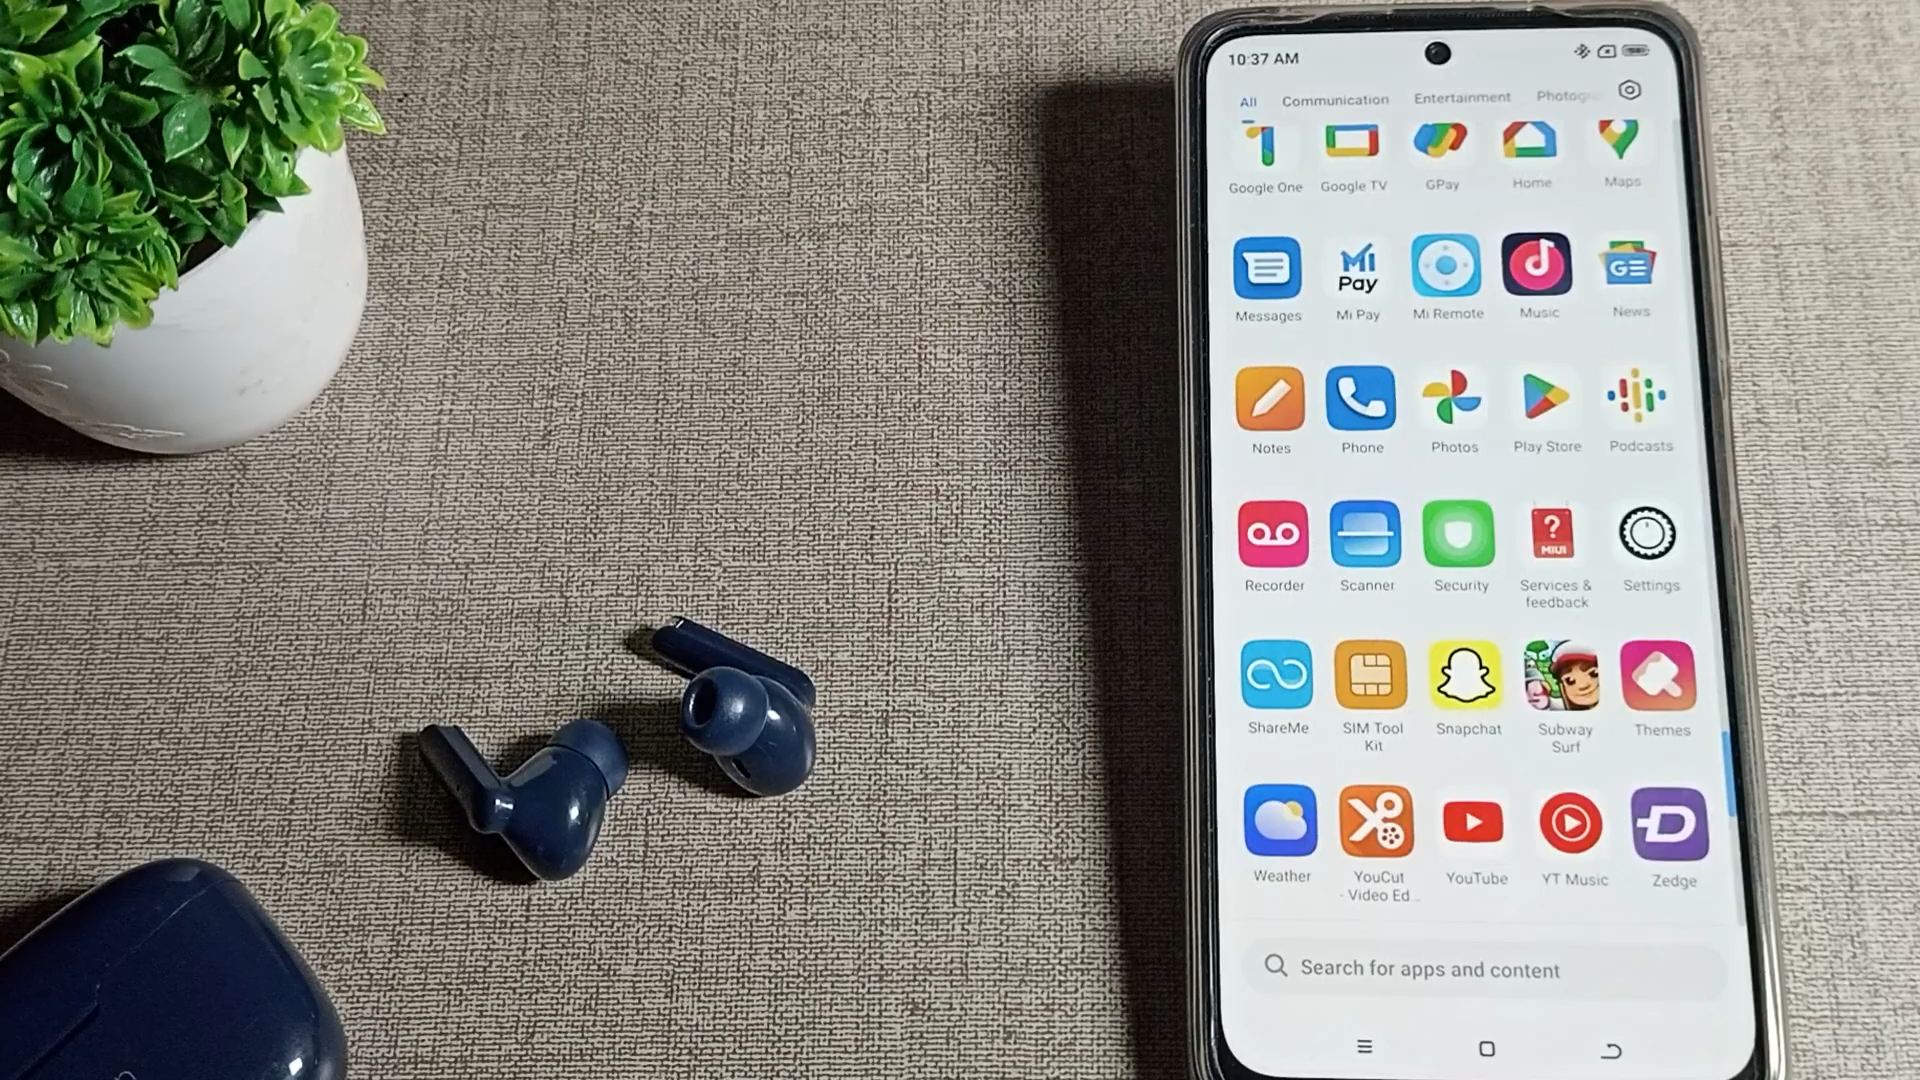 10:37 AM
All Communication Entertainment
Google One Google TV GPay Home Maps
Mi
Pay
GE
Messages Mi Pay Mi Remote Music News
Notes Phone Photos Play Store Podcasts
?
MIUI
Recorder Scanner Security Services & Settings
feedback
ShareMe SIM Tool Snapchat Subway Themes
Kit Surf
Weather YouCut YouTube YT Music Zedge
- Video Ed...
Search for apps and content